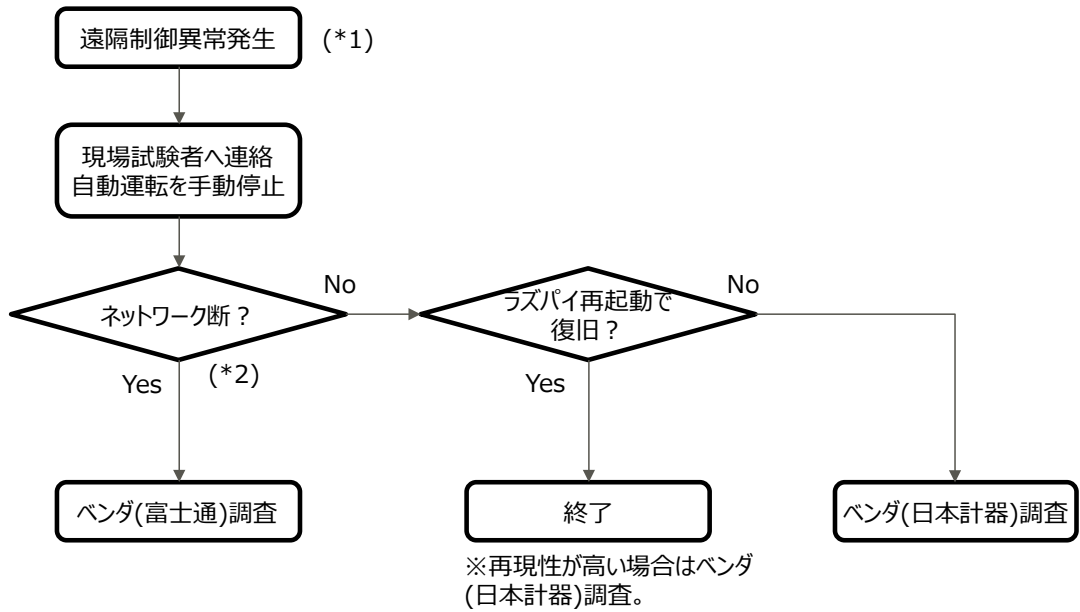 遠隔制御異常発生
(*1)
現場試験者へ連絡
自動運転を手動停止
ネットワーク断？
No
(*2)
Yes
ラズパイ再起動で
復旧？
No
Yes
ベンダ(富士通)調査
終了
ベンダ(日本計器)調査
※再現性が高い場合はベンダ
(日本計器)調査。